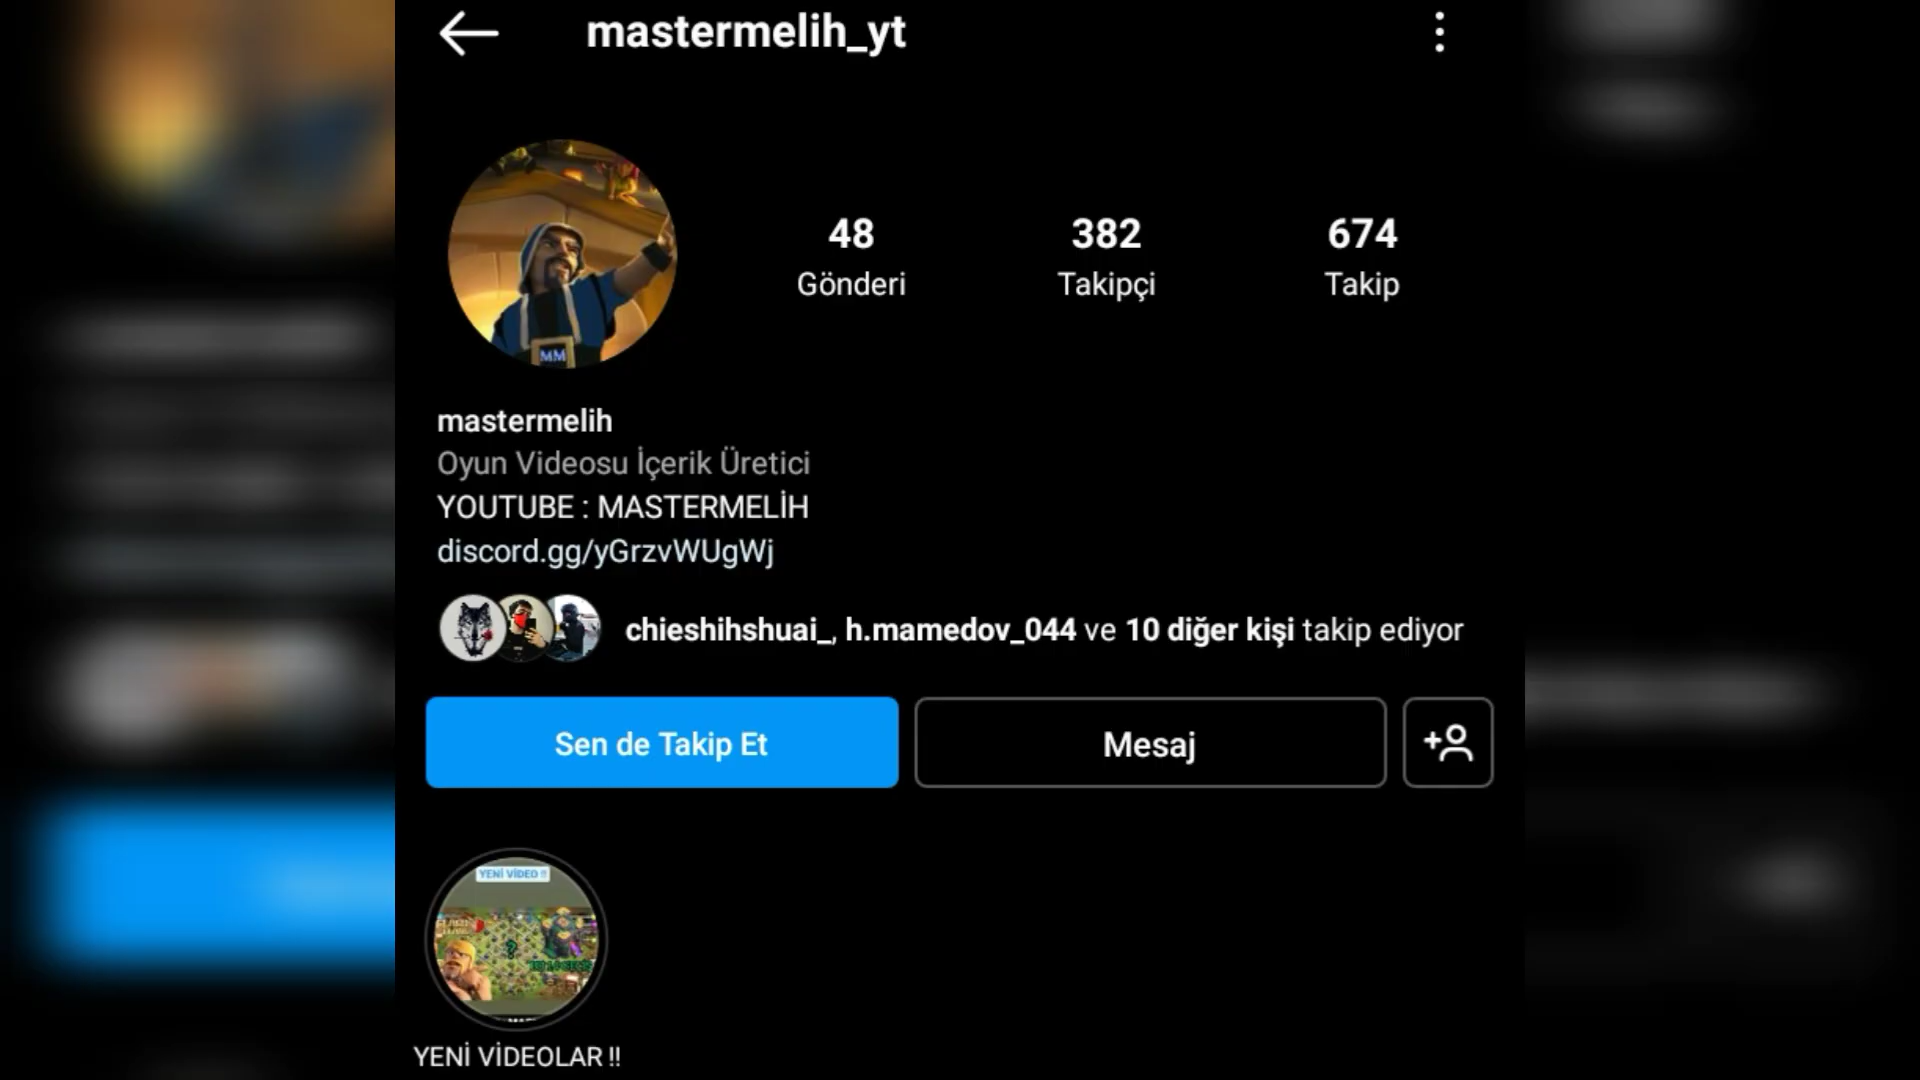 mastermelih_yt
48
382
674
Gönderi
Takipçi
Takip
MM
mastermelih
Oyun Videosu İçerik Üretici
YOUTUBE : MASTERMELİH
discord.gg/yGrzvWUgWj
chieshihshuai_, h.mamedov_044 ve 10 diğer kişi takip ediyor
Sen de Takip Et
Mesaj
YENİ VİDEO !!
?
YENİ VİDEOLAR !!